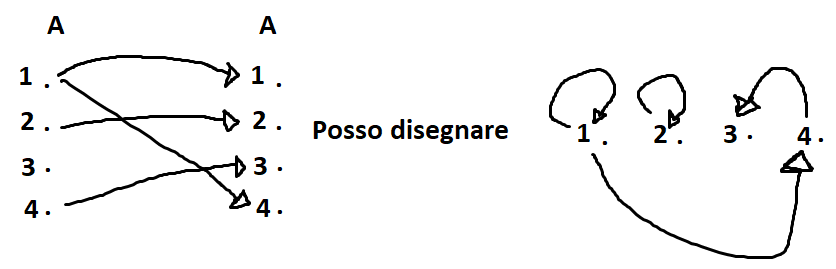 A A
1. 1.
2. 2.
3. 3.
4. 4.
Posso disegnare
1. 2. 3. 4.